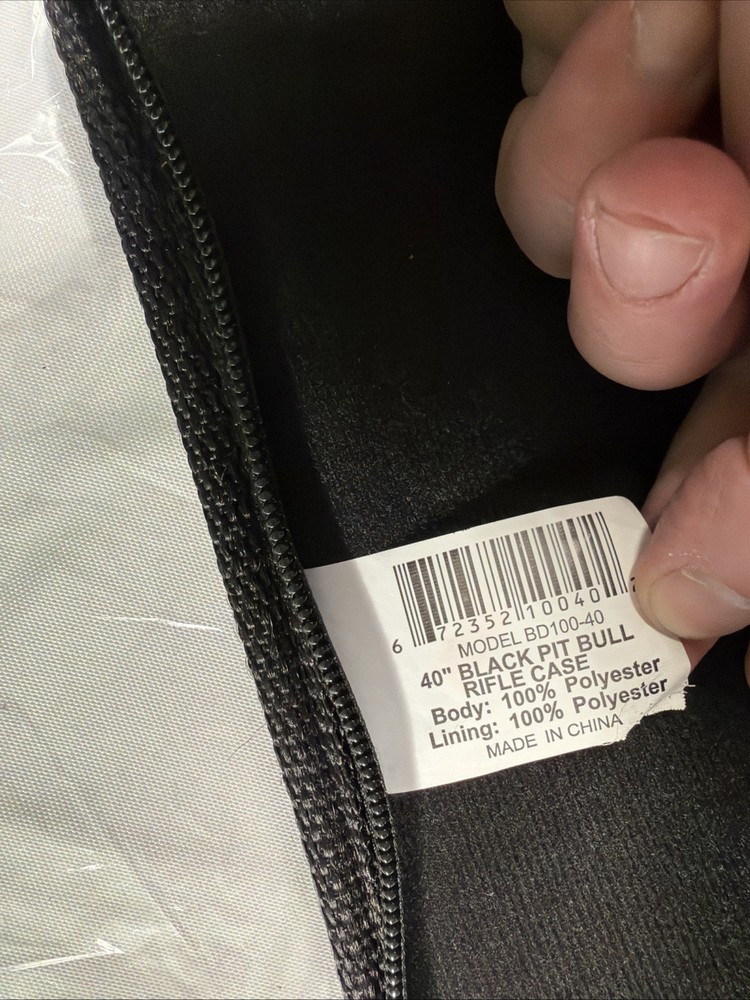 6 72352 10040
MODEL BD100-40
40" BLACK PIT BULL
RIFLE CASE
Body: 100% Polyester
Lining: 100% Polyester
MADE IN CHINA